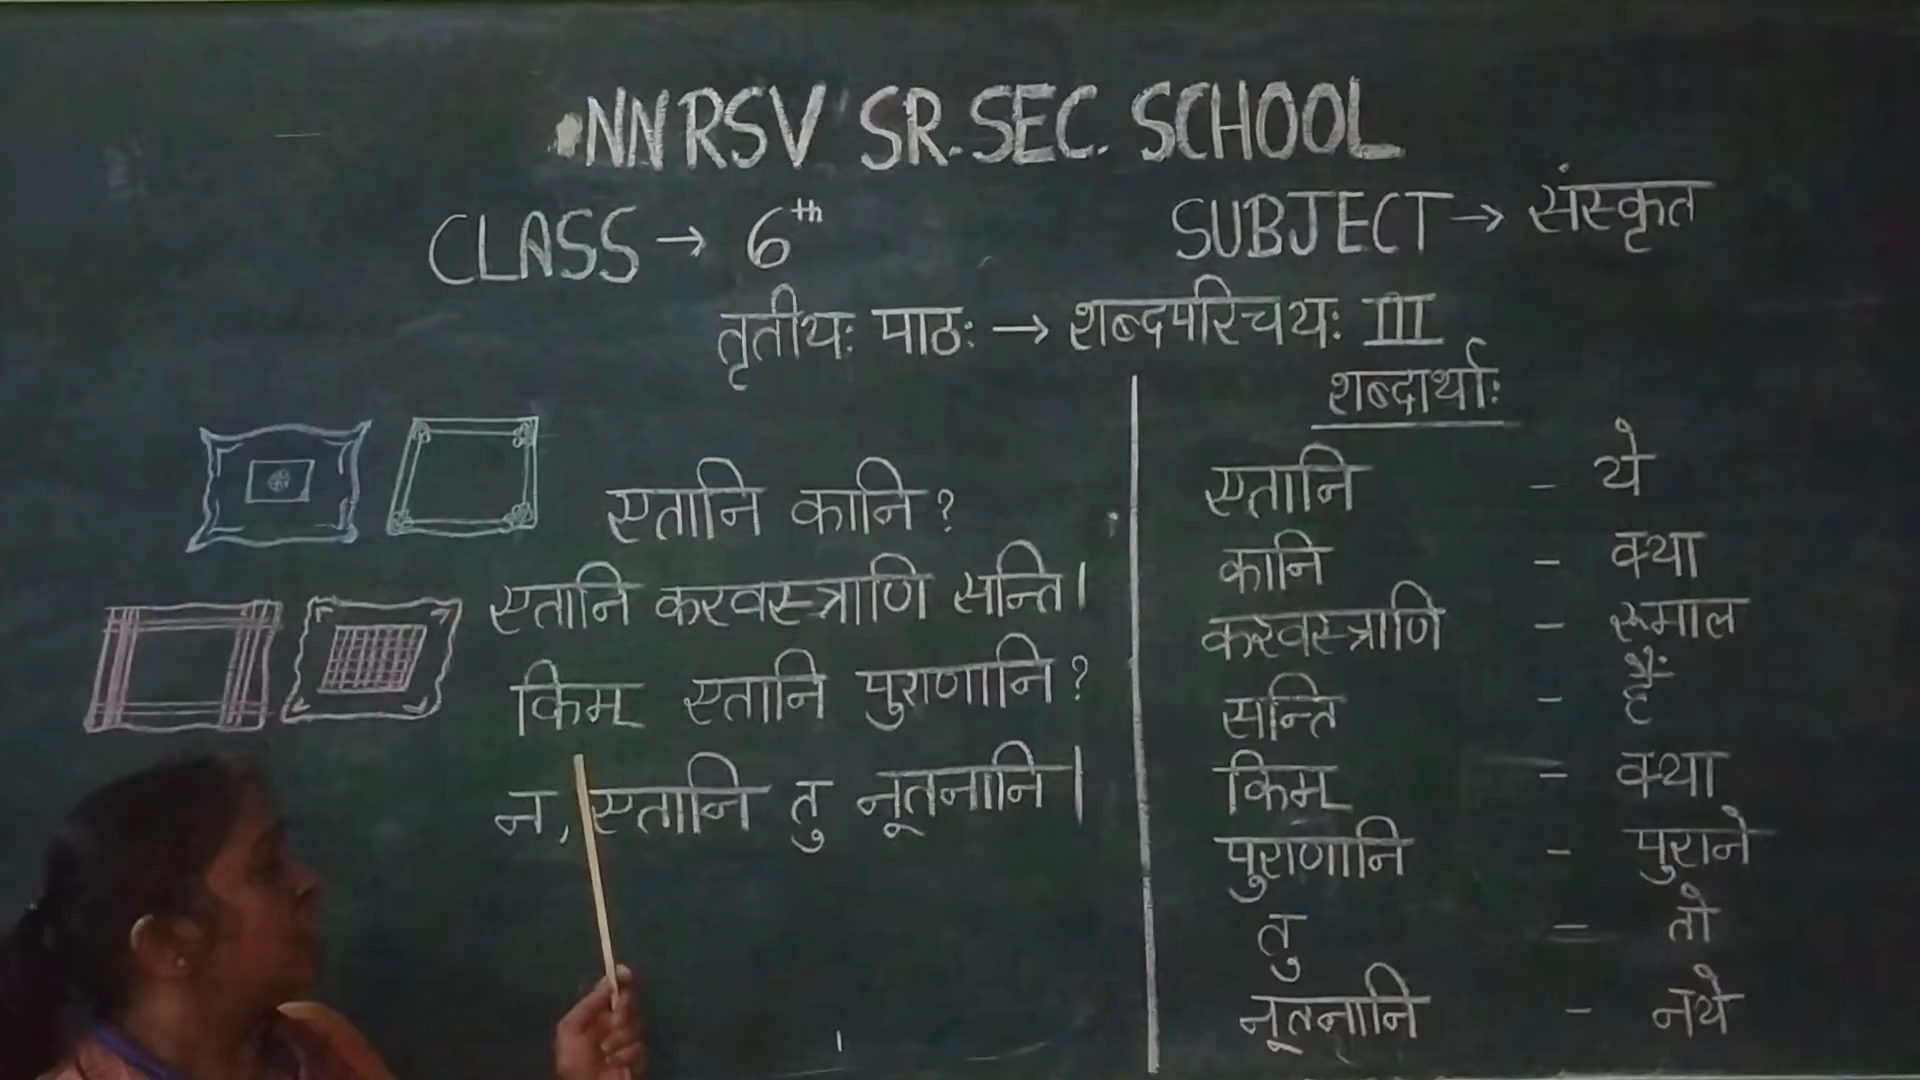 NNRSV SR. SEC. SCHOOL
CLASS → 6th
SUBJECT → संस्कृत
तृतीयः पाठः → शब्दपरिचयः III
एतानि कानि?
एतानि करवस्त्राणि सन्ति।
किम् एतानि पुराणानि?
न, एतानि तु नूतनानि।
शब्दार्थाः
एतानि - ये
कानि - क्या
करवस्त्राणि - रूमाल
सन्ति - हैं
किम् - क्या
पुराणानि - पुराने
तु - तो
नूतनानि - नये